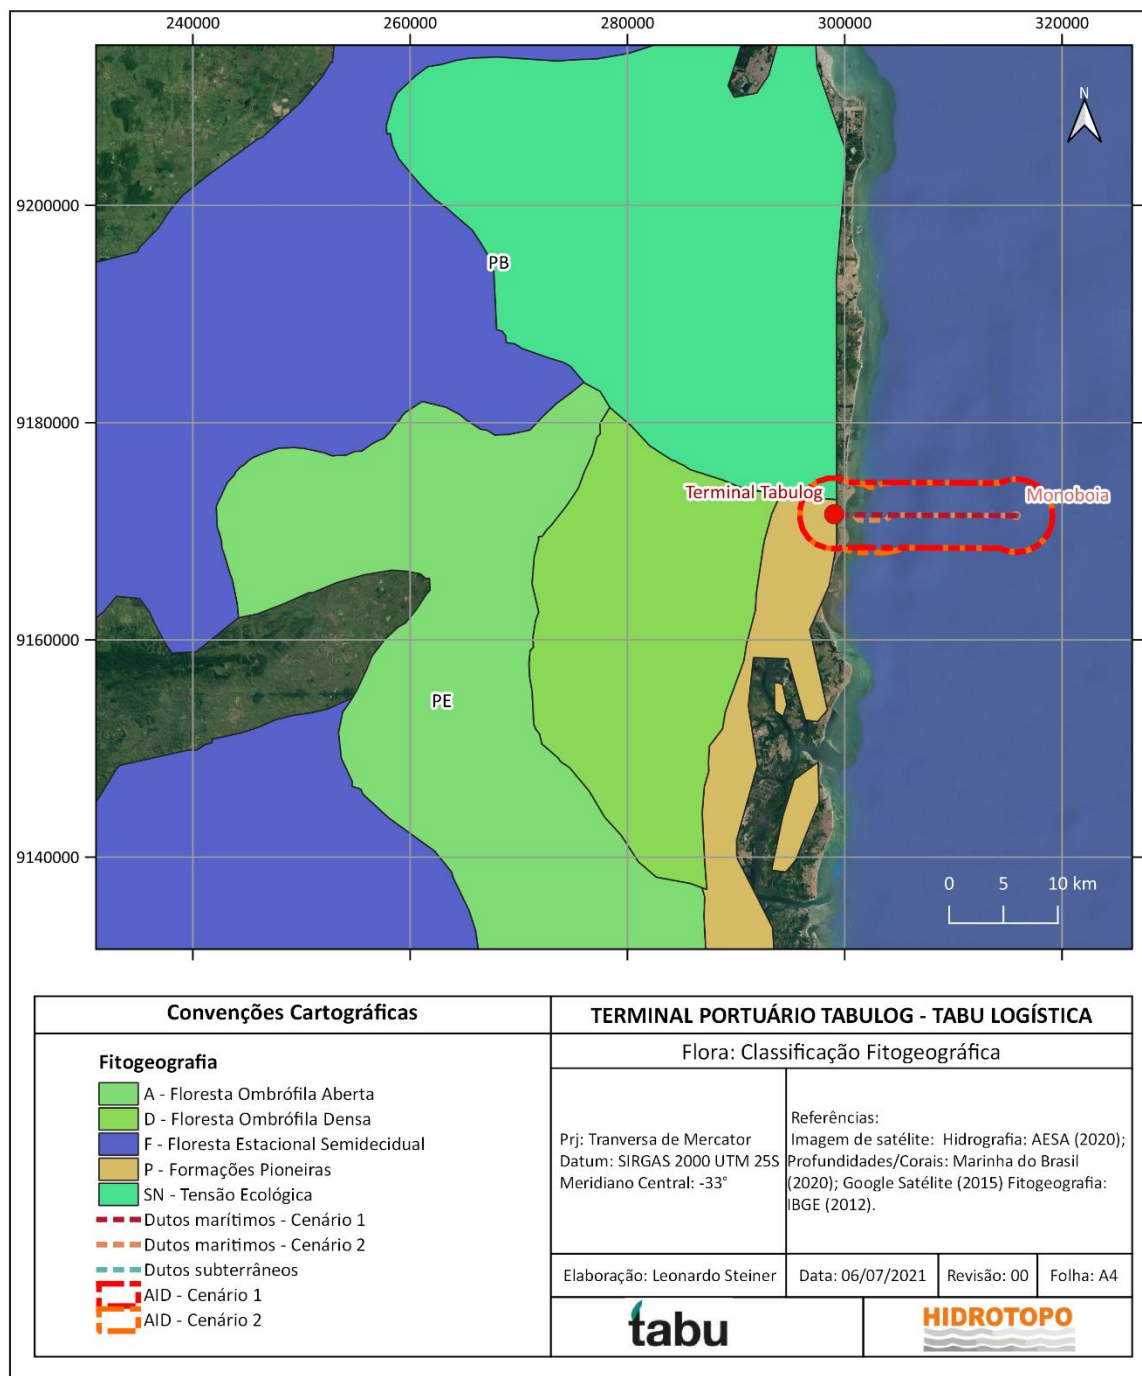 240000
260000
280000
300000
320000
N
9200000
PB
9180000
Terminal Tabulog
Monoboia
9160000
PE
9140000
0 5 10 km
Convenções Cartográficas
Fitogeografia
A - Floresta Ombrófila Aberta
D - Floresta Ombrófila Densa
F - Floresta Estacional Semidecidual
P - Formações Pioneiras
SN - Tensão Ecológica
Dutos marítimos - Cenário 1
Dutos maritimos - Cenário 2
Dutos subterrâneos
AID - Cenário 1
AID - Cenário 2
TERMINAL PORTUÁRIO TABULOG - TABU LOGÍSTICA
Flora: Classificação Fitogeográfica
Prj: Tranversa de Mercator
Datum: SIRGAS 2000 UTM 25S
Meridiano Central: -33°
Referências:
Imagem de satélite: Hidrografia: AESA (2020);
Profundidades/Corais: Marinha do Brasil
(2020); Google Satélite (2015) Fitogeografia:
IBGE (2012).
Elaboração: Leonardo Steiner
Data: 06/07/2021
Revisão: 00
Folha: A4
tabu
HIDROTOPO